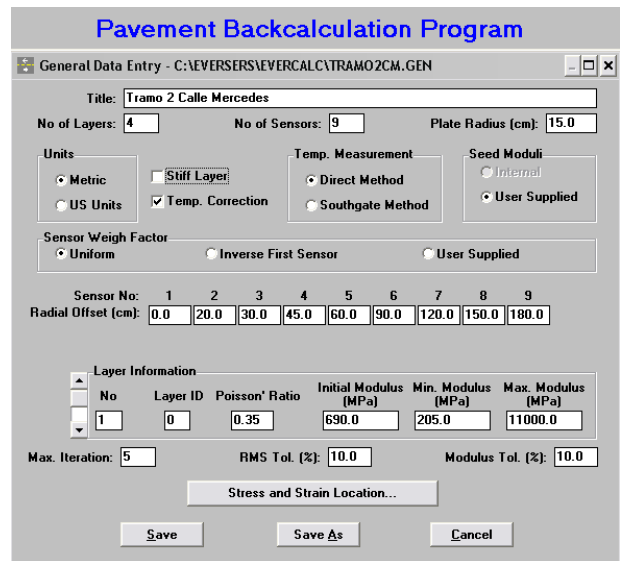 Pavement Backcalculation Program
General Data Entry - C:\EVERSERS\EVERCALC\TRAMO2CM.GEN
Title: Tramo 2 Calle Mercedes
No of Layers: 4 No of Sensors: 9 Plate Radius (cm): 15.0
Units Temp. Measurement Seed Moduli
Metric Stiff Layer Direct Method Internal
US Units Temp. Correction Southgate Method User Supplied
Sensor Weigh Factor
Uniform Inverse First Sensor User Supplied
Sensor No: 1 2 3 4 5 6 7 8 9
Radial Offset (cm): 0.0 20.0 30.0 45.0 60.0 90.0 120.0 150.0 180.0
Layer Information
No Layer ID Poisson' Ratio Initial Modulus (MPa) Min. Modulus (MPa) Max. Modulus (MPa)
1 0 0.35 690.0 205.0 11000.0
Max. Iteration: 5 RMS Tol. (%): 10.0 Modulus Tol. (%): 10.0
Stress and Strain Location...
Save Save As Cancel